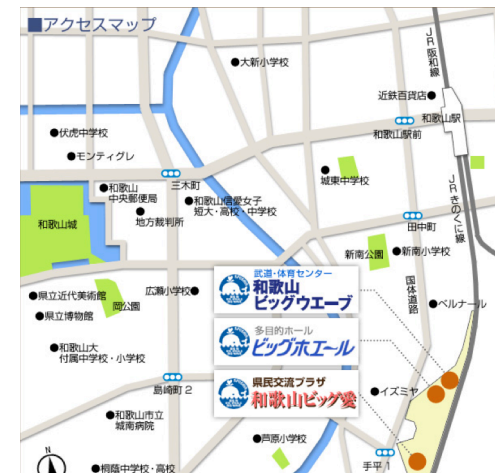 ■アクセスマップ
JR阪和線
●大新小学校
近鉄百貨店●
和歌山駅
和歌山駅前
●伏虎中学校
●モンティグレ
三木町
城東中学校
●和歌山
中央郵便局
●和歌山信愛女子
短大・高校・中学校
地方裁判所
田中町
JRきのくに線
和歌山城
新南公園
●新南小学校
武道・体育センター
和歌山
ビッグウエーブ
国体道路
●県立近代美術館
岡公園
広瀬小学校●
●ベルナール
●県立博物館
多目的ホール
ビッグホエール
●和歌山大
付属中学校・小学校
県民交流プラザ
和歌山ビッグ愛
島崎町2
●イズミヤ
●和歌山市立
城南病院
●芦原小学校
手平1
N
●桐蔭中学校・高校